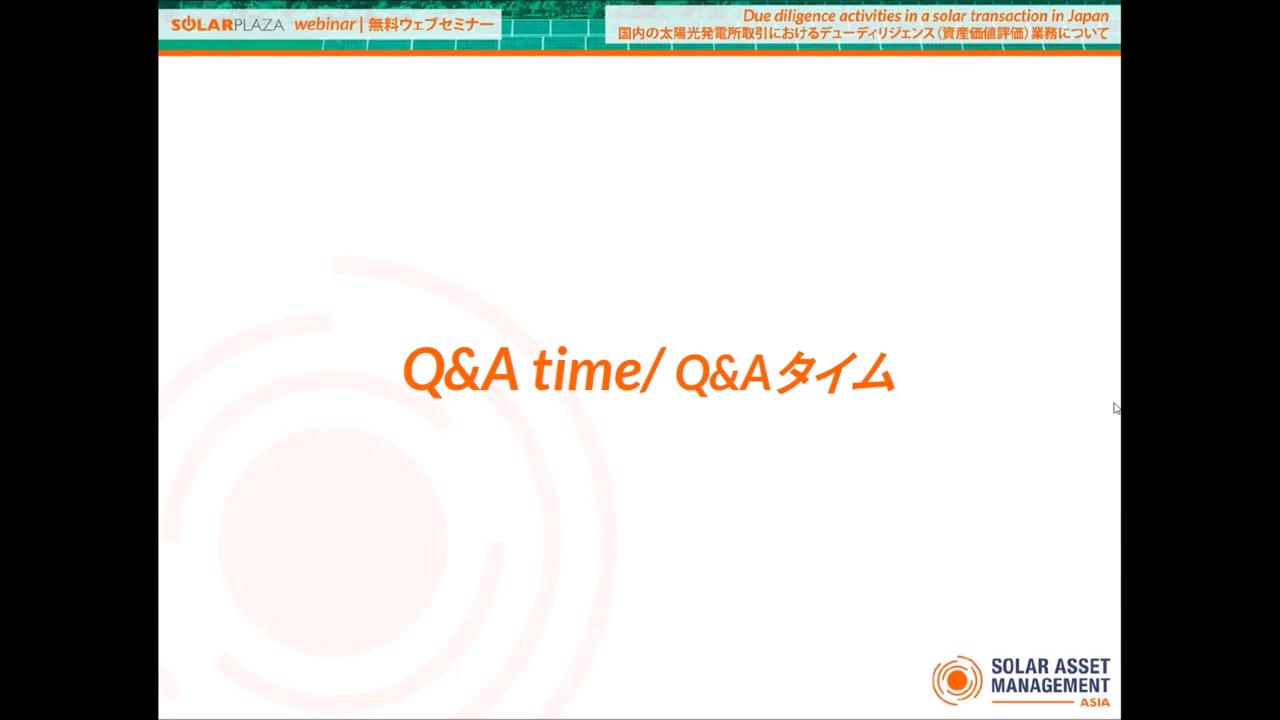 SOLARPLAZA webinar | 無料ウェブセミナー
Due diligence activities in a solar transaction in Japan
国内の太陽光発電所取引におけるデューディリジェンス（資産価値評価）業務について
Q&A time/ Q&Aタイム
SOLAR ASSET
MANAGEMENT
ASIA